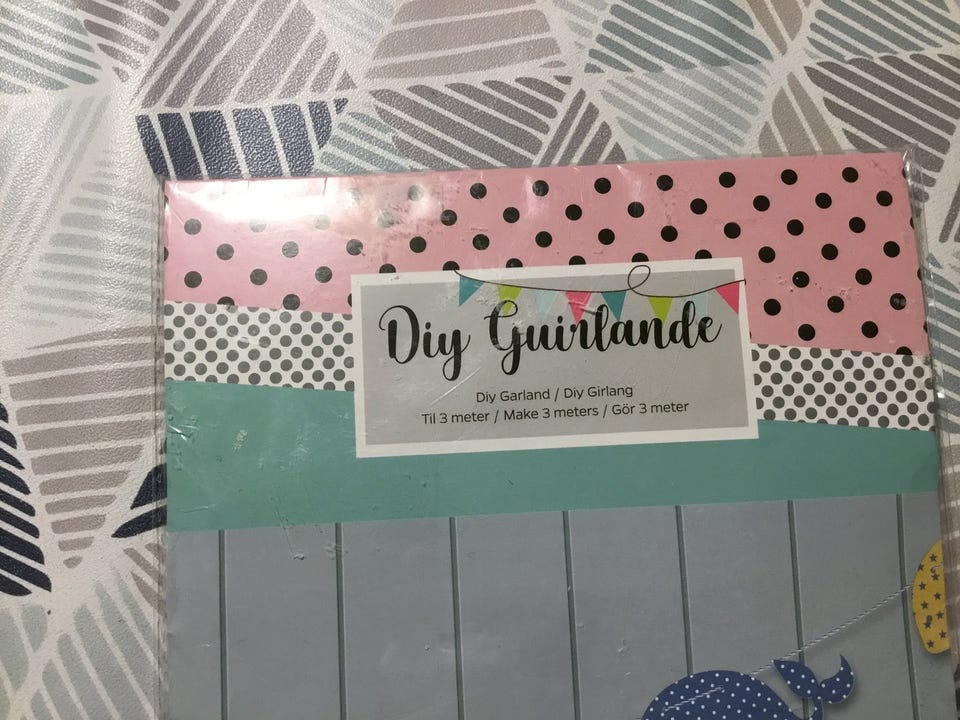 Diy Guirlande
Diy Garland / Diy Girlang
Til 3 meter / Make 3 meters / Gör 3 meter